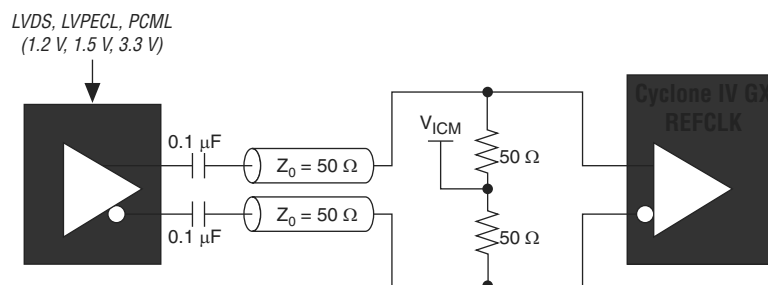 LVDS, LVPECL, PCML
(1.2 V, 1.5 V, 3.3 V)
Cyclone IV GX
REFCLK
0.1 μF
Z0 = 50 Ω
VICM
50 Ω
Z0 = 50 Ω
0.1 μF
50 Ω